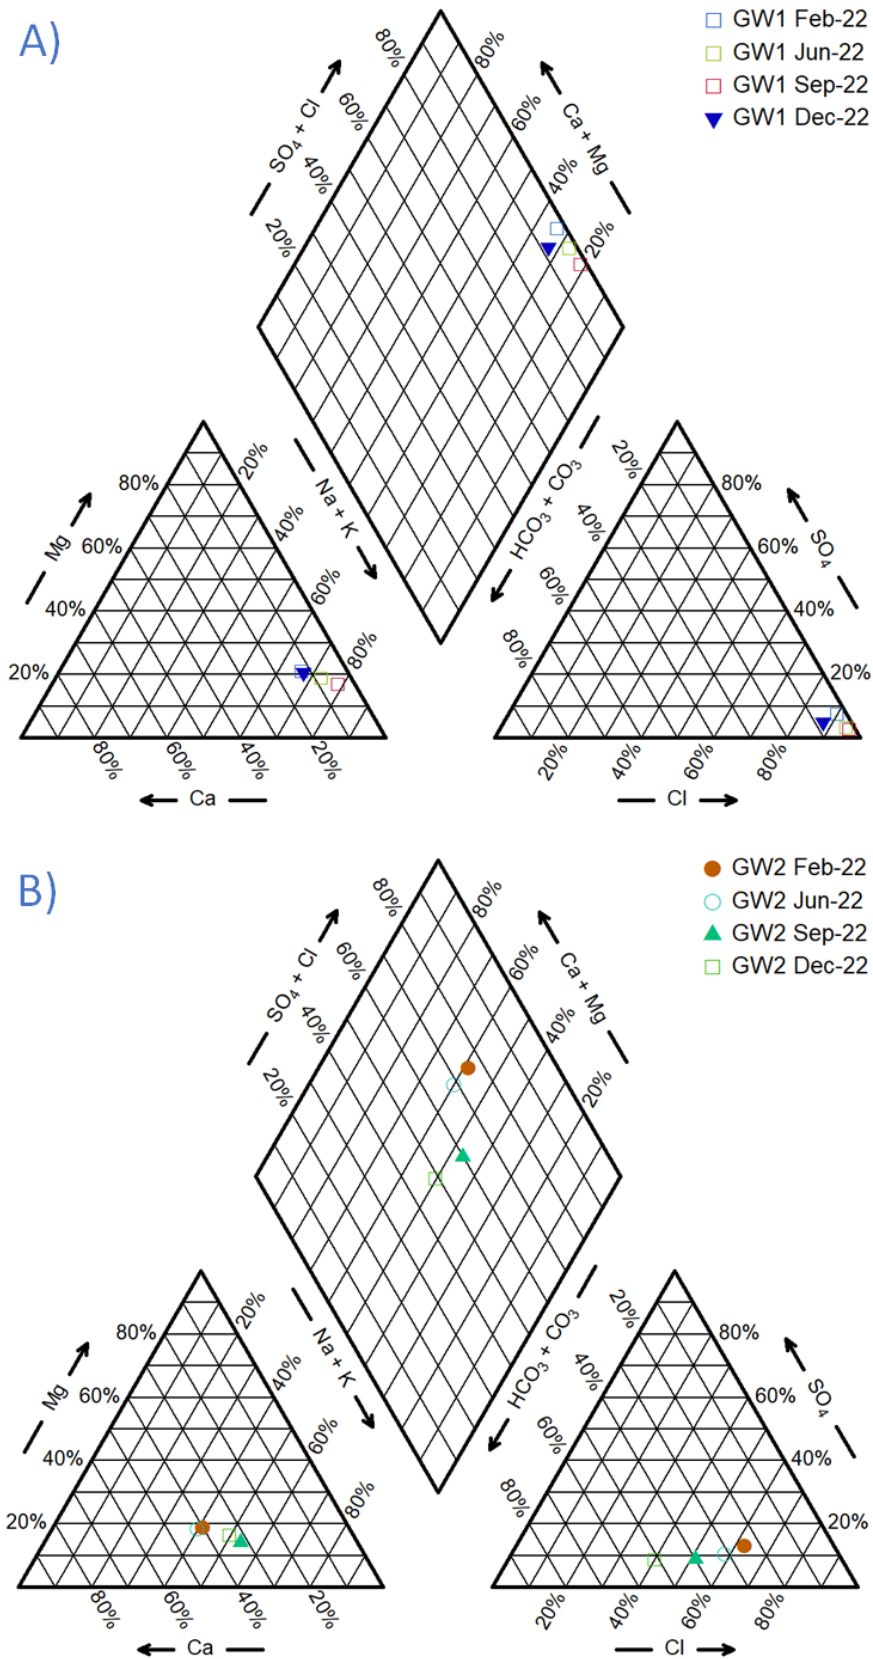 A)
GW1 Feb-22
GW1 Jun-22
GW1 Sep-22
GW1 Dec-22
80%
80%
SO4 + Cl
Ca + Mg
60%
60%
40%
40%
20%
20%
Na + K
HCO3 + CO3
Mg
80%
60%
40%
20%
20%
40%
60%
80%
80%
60%
40%
20%
Ca
20%
40%
60%
80%
SO4
80%
60%
40%
20%
20%
40%
60%
80%
Cl
B)
GW2 Feb-22
GW2 Jun-22
GW2 Sep-22
GW2 Dec-22
80%
80%
SO4 + Cl
Ca + Mg
60%
60%
40%
40%
20%
20%
Na + K
HCO3 + CO3
Mg
80%
60%
40%
20%
20%
40%
60%
80%
80%
60%
40%
20%
Ca
20%
40%
60%
80%
SO4
80%
60%
40%
20%
20%
40%
60%
80%
Cl